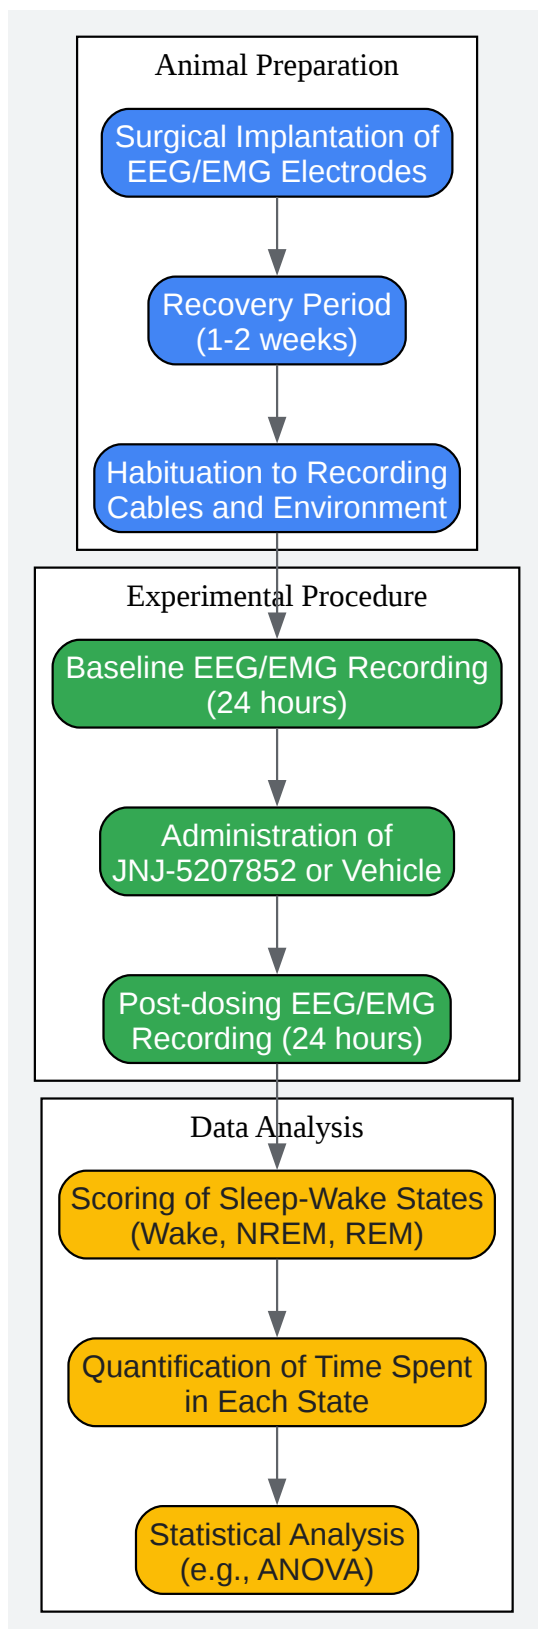 Animal Preparation
Surgical Implantation of
EEG/EMG Electrodes
Recovery Period
(1-2 weeks)
Habituation to Recording
Cables and Environment
Experimental Procedure
Baseline EEG/EMG Recording
(24 hours)
Administration of
JNJ-5207852 or Vehicle
Post-dosing EEG/EMG
Recording (24 hours)
Data Analysis
Scoring of Sleep-Wake States
(Wake, NREM, REM)
Quantification of Time Spent
in Each State
Statistical Analysis
(e.g., ANOVA)